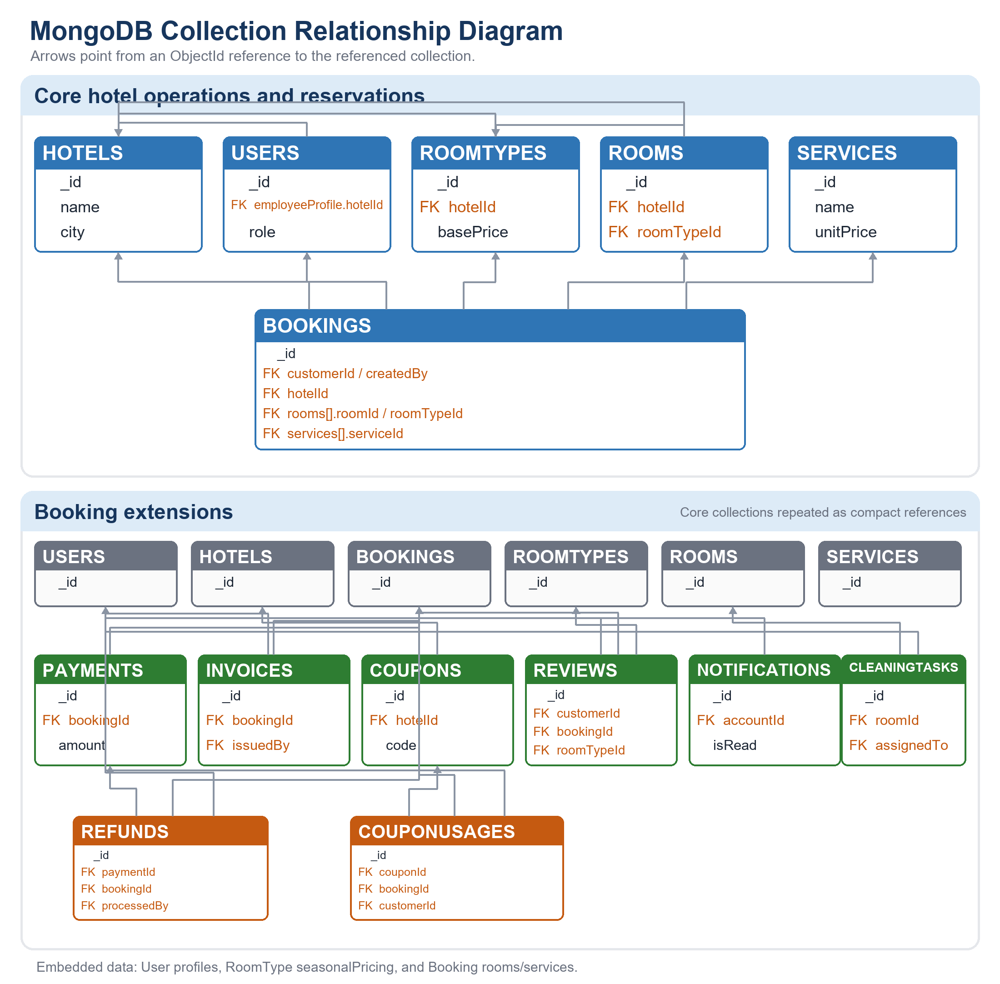 MongoDB Collection Relationship Diagram
Arrows point from an ObjectId reference to the referenced collection.
Core hotel operations and reservations
HOTELS
_id
name
city
USERS
_id
FK employeeProfile.hotelId
role
ROOMTYPES
_id
FK hotelId
basePrice
ROOMS
_id
FK hotelId
FK roomTypeId
SERVICES
_id
name
unitPrice
BOOKINGS
_id
FK customerId / createdBy
FK hotelId
FK rooms[].roomId / roomTypeId
FK services[].serviceId
Booking extensions
Core collections repeated as compact references
USERS
_id
HOTELS
_id
BOOKINGS
_id
ROOMTYPES
_id
ROOMS
_id
SERVICES
_id
PAYMENTS
_id
FK bookingId
amount
INVOICES
_id
FK bookingId
FK issuedBy
COUPONS
_id
FK hotelId
code
REVIEWS
_id
FK customerId
FK bookingId
FK roomTypeId
NOTIFICATIONS
_id
FK accountId
isRead
CLEANINGTASKS
_id
FK roomId
FK assignedTo
REFUNDS
_id
FK paymentId
FK bookingId
FK processedBy
COUPONUSAGES
_id
FK couponId
FK bookingId
FK customerId
Embedded data: User profiles, RoomType seasonalPricing, and Booking rooms/services.